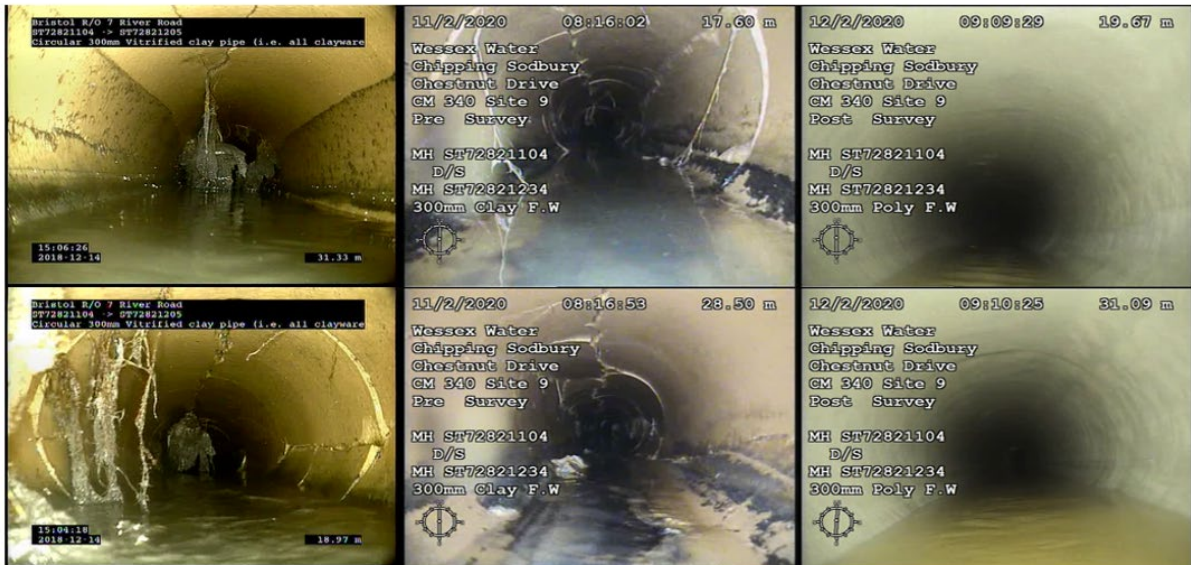 Bristol R/O 7 River Road
ST72821104 -> ST72821205
Circular 300mm Vitrified clay pipe (i.e. all clayware
15:06:26
2018-12-14 31.33 m
11/2/2020 08:16:02 17.60 m
Wessex Water
Chipping Sodbury
Chestnut Drive
CM 340 Site 9
Pre Survey
MH ST72821104
D/S
MH ST72821234
300mm Clay F.W
12/2/2020 09:09:29 19.67 m
Wessex Water
Chipping Sodbury
Chestnut Drive
CM 340 Site 9
Post Survey
MH ST72821104
D/S
MH ST72821234
300mm Poly F.W
Bristol R/O 7 River Road
ST72821104 -> ST72821205
Circular 300mm Vitrified clay pipe (i.e. all clayware
15:04:18
2018-12-14 18.97 m
11/2/2020 08:16:53 28.50 m
Wessex Water
Chipping Sodbury
Chestnut Drive
CM 340 Site 9
Pre Survey
MH ST72821104
D/S
MH ST72821234
300mm Clay F.W
12/2/2020 09:10:25 31.09 m
Wessex Water
Chipping Sodbury
Chestnut Drive
CM 340 Site 9
Post Survey
MH ST72821104
D/S
MH ST72821234
300mm Poly F.W